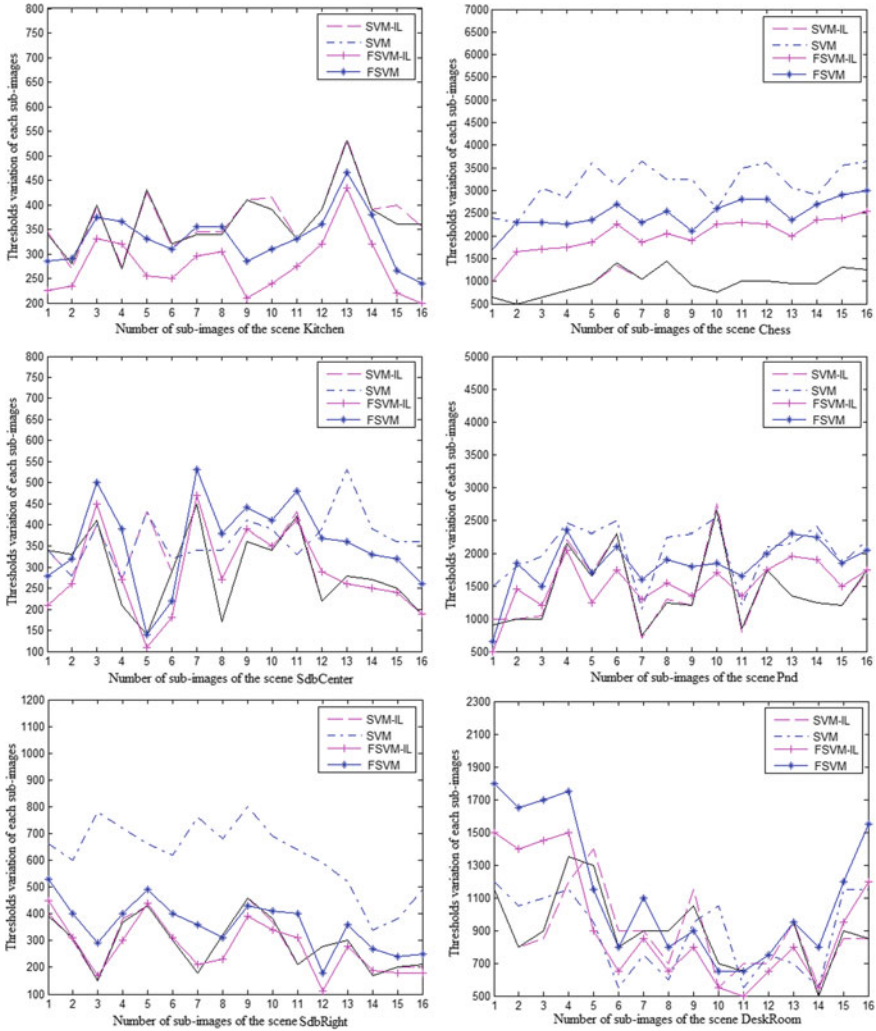 Thresholds variation of each sub-images
800
750
700
650
600
550
500
450
400
350
300
250
200
1 2 3 4 5 6 7 8 9 10 11 12 13 14 15 16
Number of sub-images of the scene Kitchen
SVM-IL
SVM
FSVM-IL
FSVM
Thresholds variation of each sub-images
7000
6500
6000
5500
5000
4500
4000
3500
3000
2500
2000
1500
1000
500
1 2 3 4 5 6 7 8 9 10 11 12 13 14 15 16
Number of sub-images of the scene Chess
SVM-IL
SVM
FSVM-IL
FSVM
Thresholds variation of each sub-images
800
750
700
650
600
550
500
450
400
350
300
250
200
150
100
1 2 3 4 5 6 7 8 9 10 11 12 13 14 15 16
Number of sub-images of the scene SdbCenter
SVM-IL
SVM
FSVM-IL
FSVM
Thresholds variation of each sub-images
5000
4500
4000
3500
3000
2500
2000
1500
1000
500
1 2 3 4 5 6 7 8 9 10 11 12 13 14 15 16
Number of sub-images of the scene Pnd
SVM-IL
SVM
FSVM-IL
FSVM
Thresholds variation of each sub-images
1200
1100
1000
900
800
700
600
500
400
300
200
100
1 2 3 4 5 6 7 8 9 10 11 12 13 14 15 16
Number of sub-images of the scene SdbRight
SVM-IL
SVM
FSVM-IL
FSVM
Thresholds variation of each sub-images
2300
2100
1900
1700
1500
1300
1100
900
700
500
1 2 3 4 5 6 7 8 9 10 11 12 13 14 15 16
Number of sub-images of the scene DeskRoom
SVM-IL
SVM
FSVM-IL
FSVM